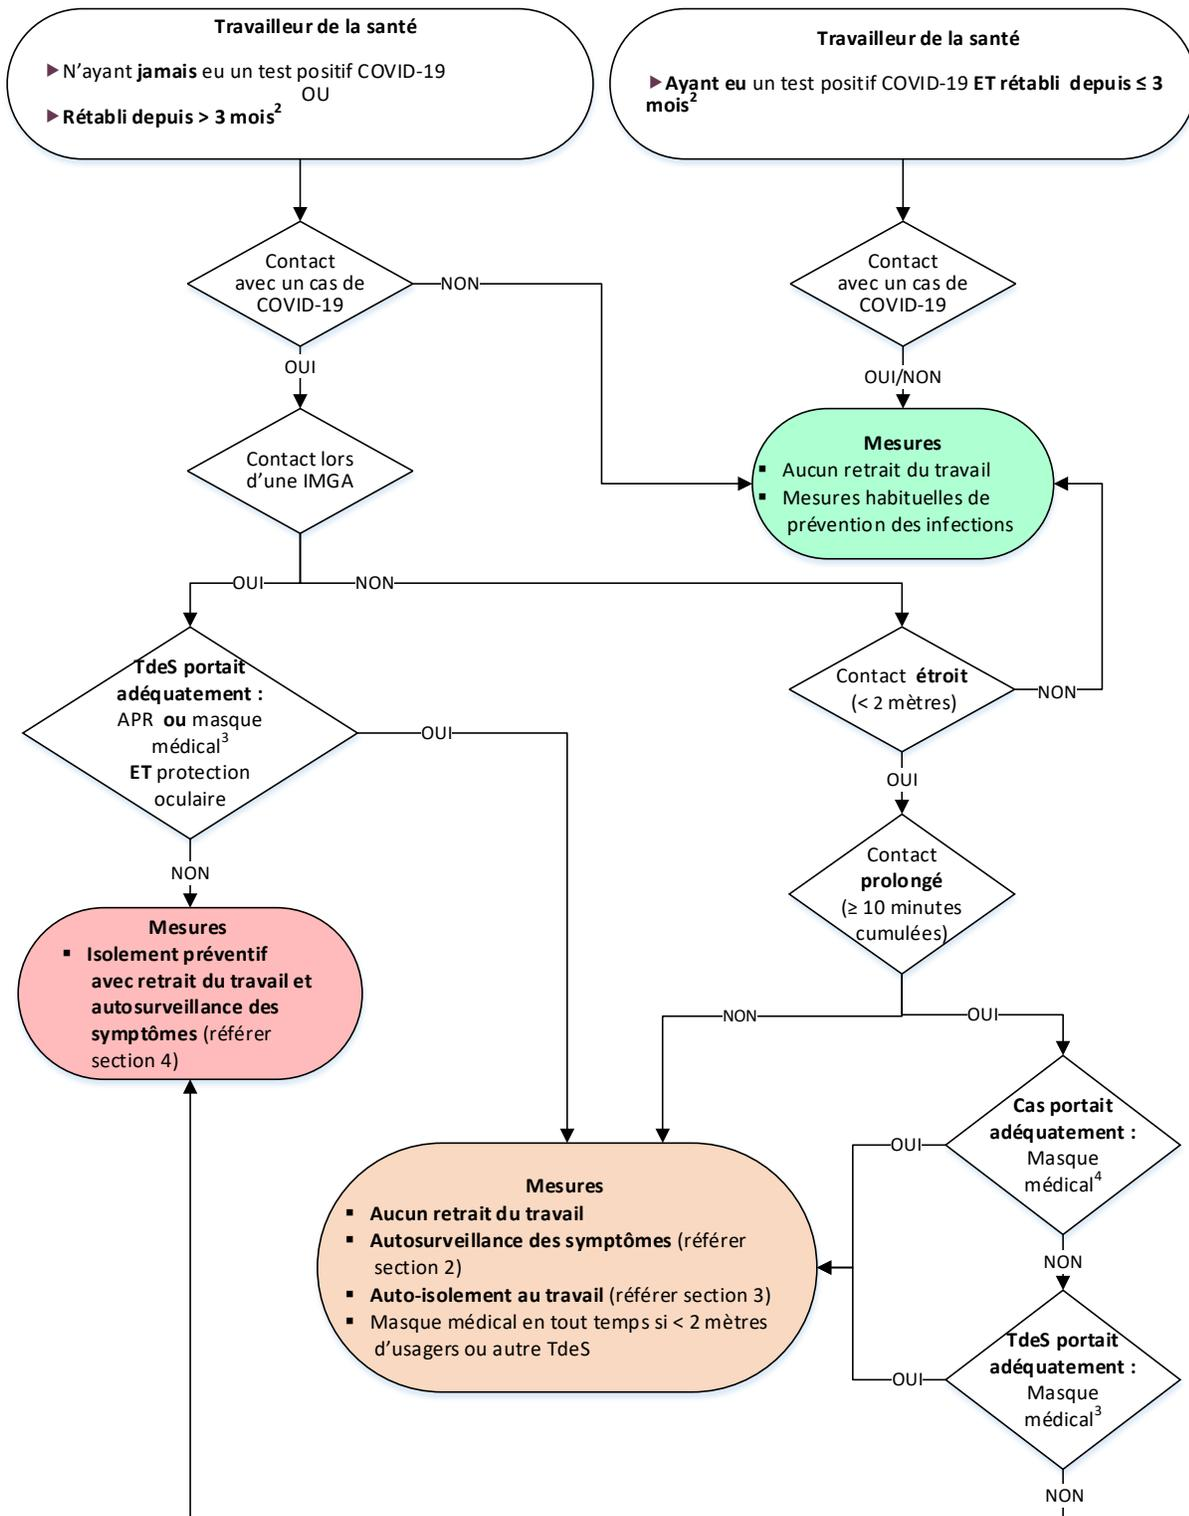 Travailleur de la santé
►N'ayant jamais eu un test positif COVID-19
OU
►Rétabli depuis > 3 mois²
Travailleur de la santé
►Ayant eu un test positif COVID-19 ET rétabli depuis ≤ 3
mois²
Contact
avec un cas de
COVID-19
NON
OUI
Contact
avec un cas de
COVID-19
OUI/NON
Contact lors
d'une IMGA
Mesures
▪ Aucun retrait du travail
▪ Mesures habituelles de
prévention des infections
OUI
NON
TdeS portait
adéquatement :
APR ou masque
médical³
ET protection
oculaire
OUI
NON
Contact étroit
(< 2 mètres)
NON
OUI
Contact
prolongé
(≥ 10 minutes
cumulées)
NON
OUI
Mesures
▪ Isolement préventif
avec retrait du travail et
autosurveillance des
symptômes (référer
section 4)
Cas portait
adéquatement :
Masque
médical⁴
OUI
NON
Mesures
▪ Aucun retrait du travail
▪ Autosurveillance des symptômes (référer
section 2)
▪ Auto-isolement au travail (référer section 3)
▪ Masque médical en tout temps si < 2 mètres
d'usagers ou autre TdeS
TdeS portait
adéquatement :
Masque
médical³
OUI
NON